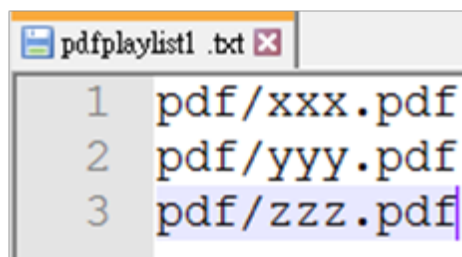 pdfplaylist1 .txt
1 pdf/xxx.pdf
2 pdf/yyy.pdf
3 pdf/zzz.pdf